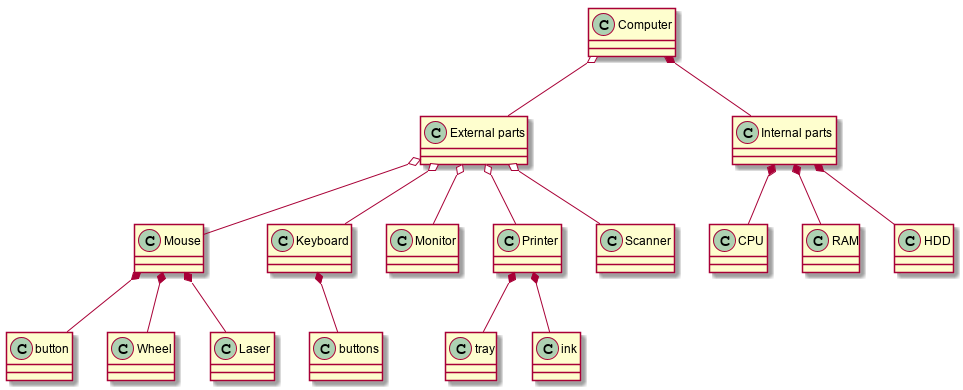 C Computer
C External parts
C Internal parts
C Mouse
C Keyboard
C Monitor
C Printer
C Scanner
C CPU
C RAM
C HDD
C button
C Wheel
C Laser
C buttons
C tray
C ink